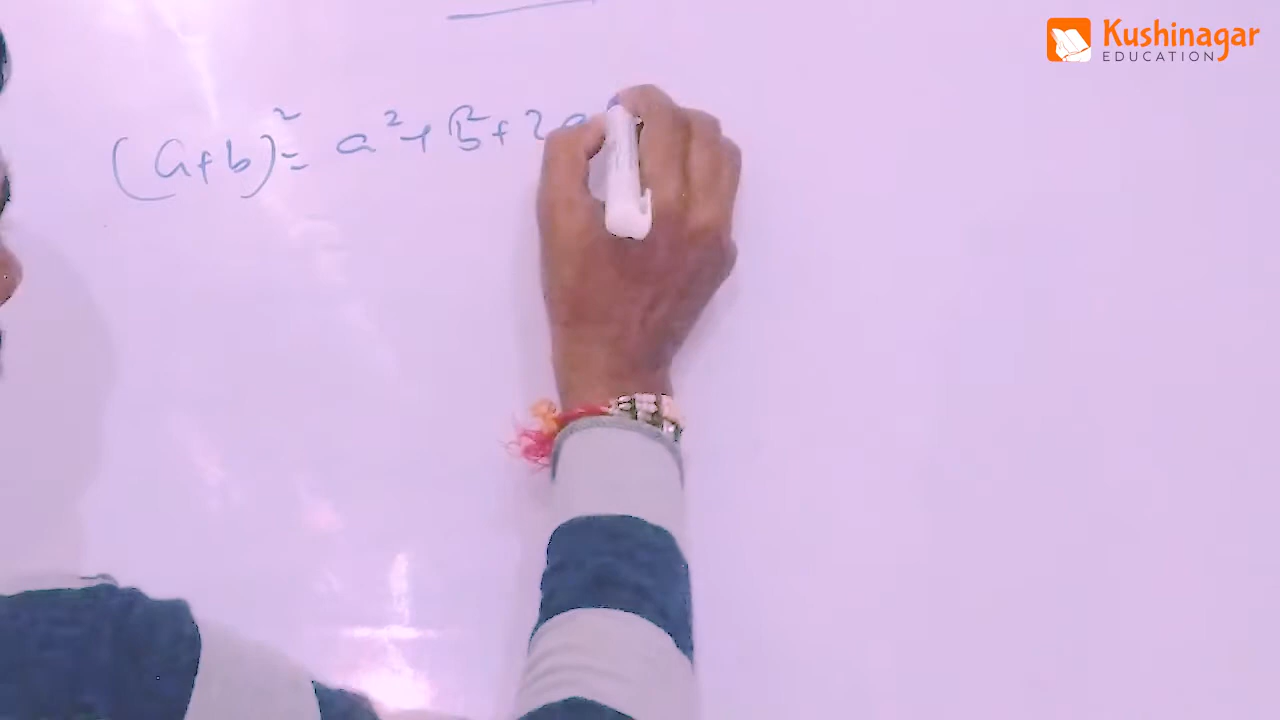 Kushinagar
EDUCATION
(a+b)² = a² + b² + 2a